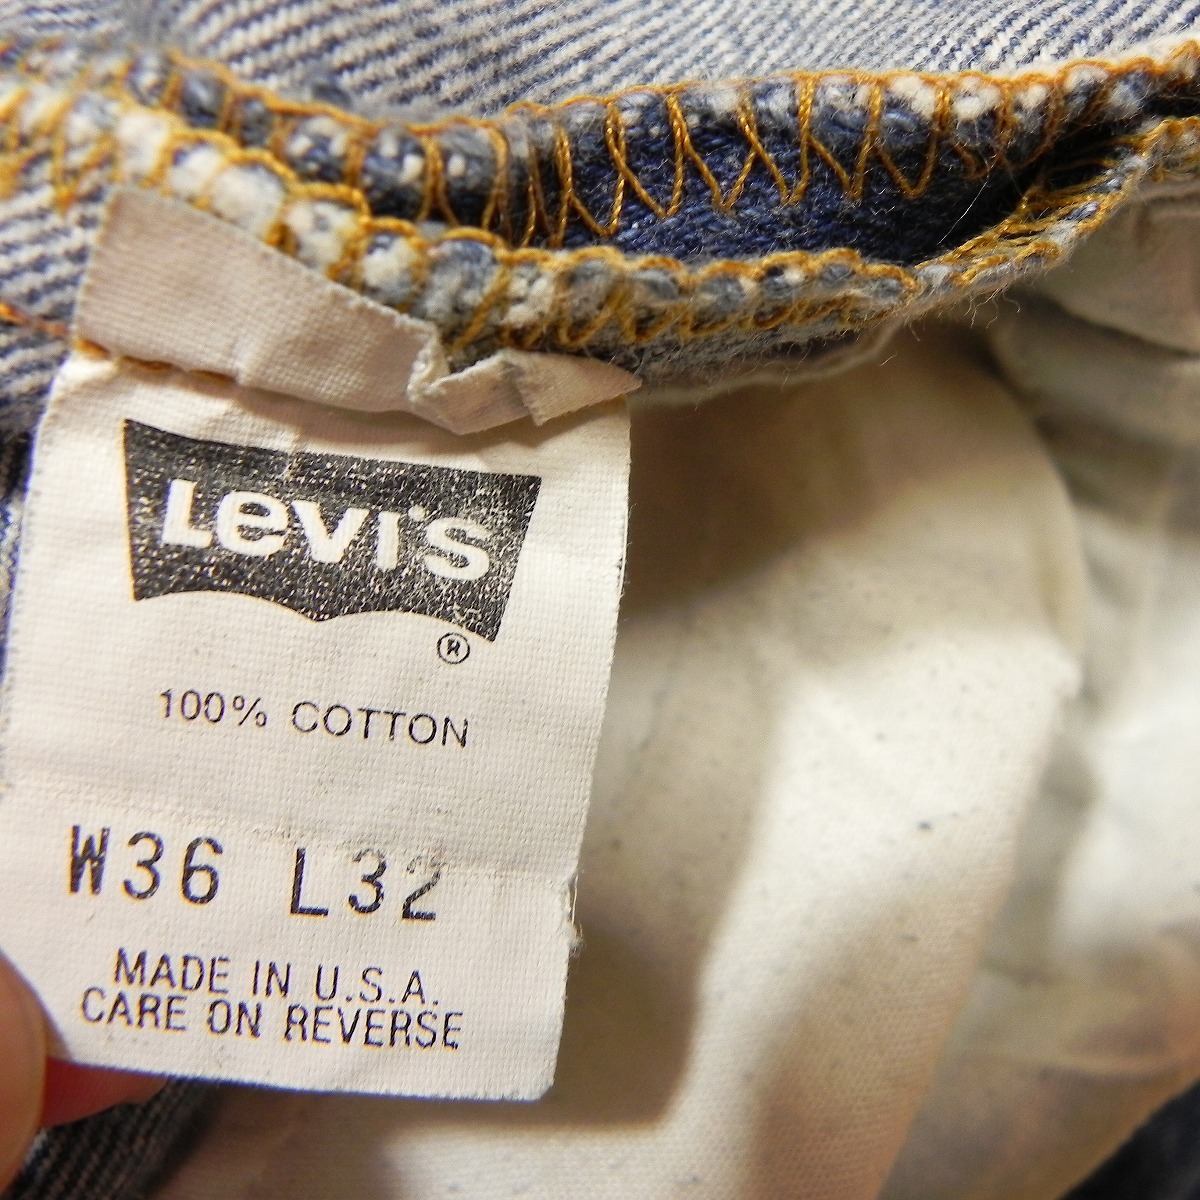 Levi's
®
100% COTTON
W36 L32
MADE IN U.S.A.
CARE ON REVERSE